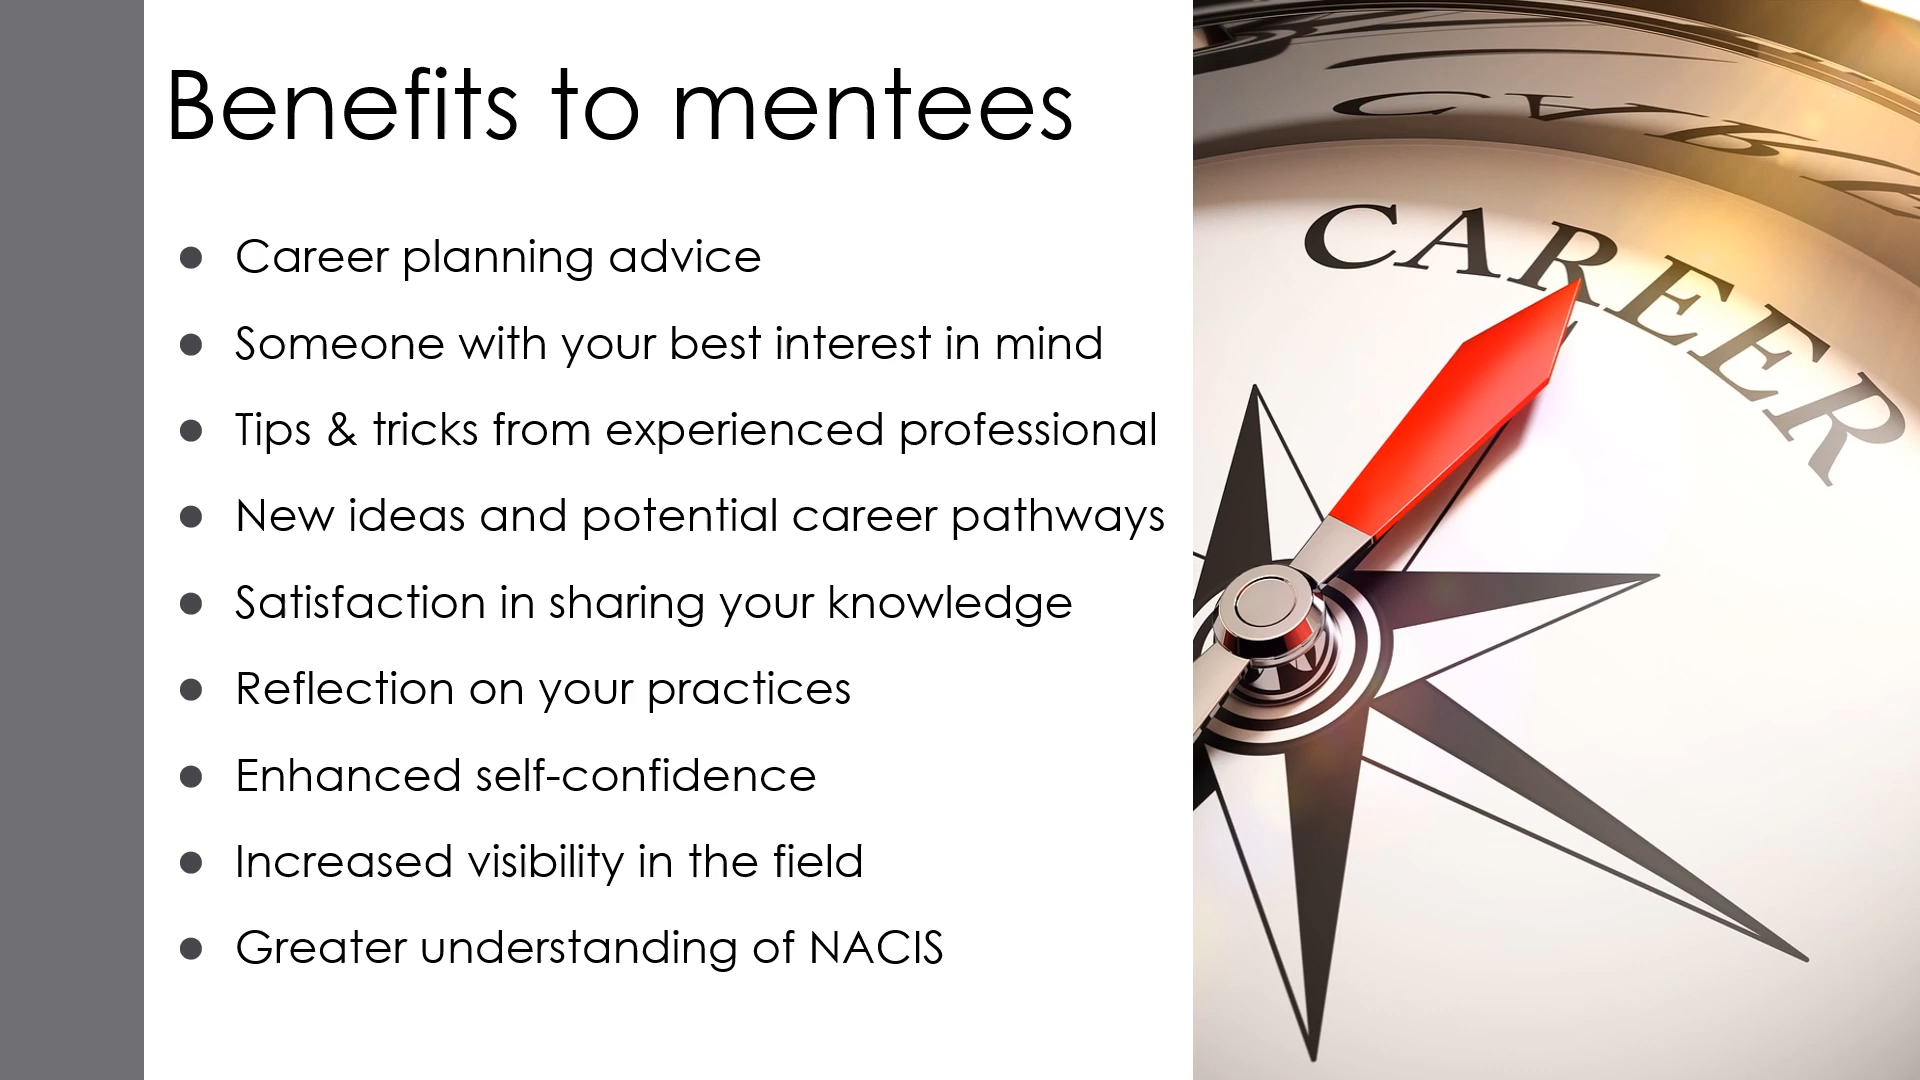 Benefits to mentees
● Career planning advice
● Someone with your best interest in mind
● Tips & tricks from experienced professional
● New ideas and potential career pathways
● Satisfaction in sharing your knowledge
● Reflection on your practices
● Enhanced self-confidence
● Increased visibility in the field
● Greater understanding of NACIS
CAREER